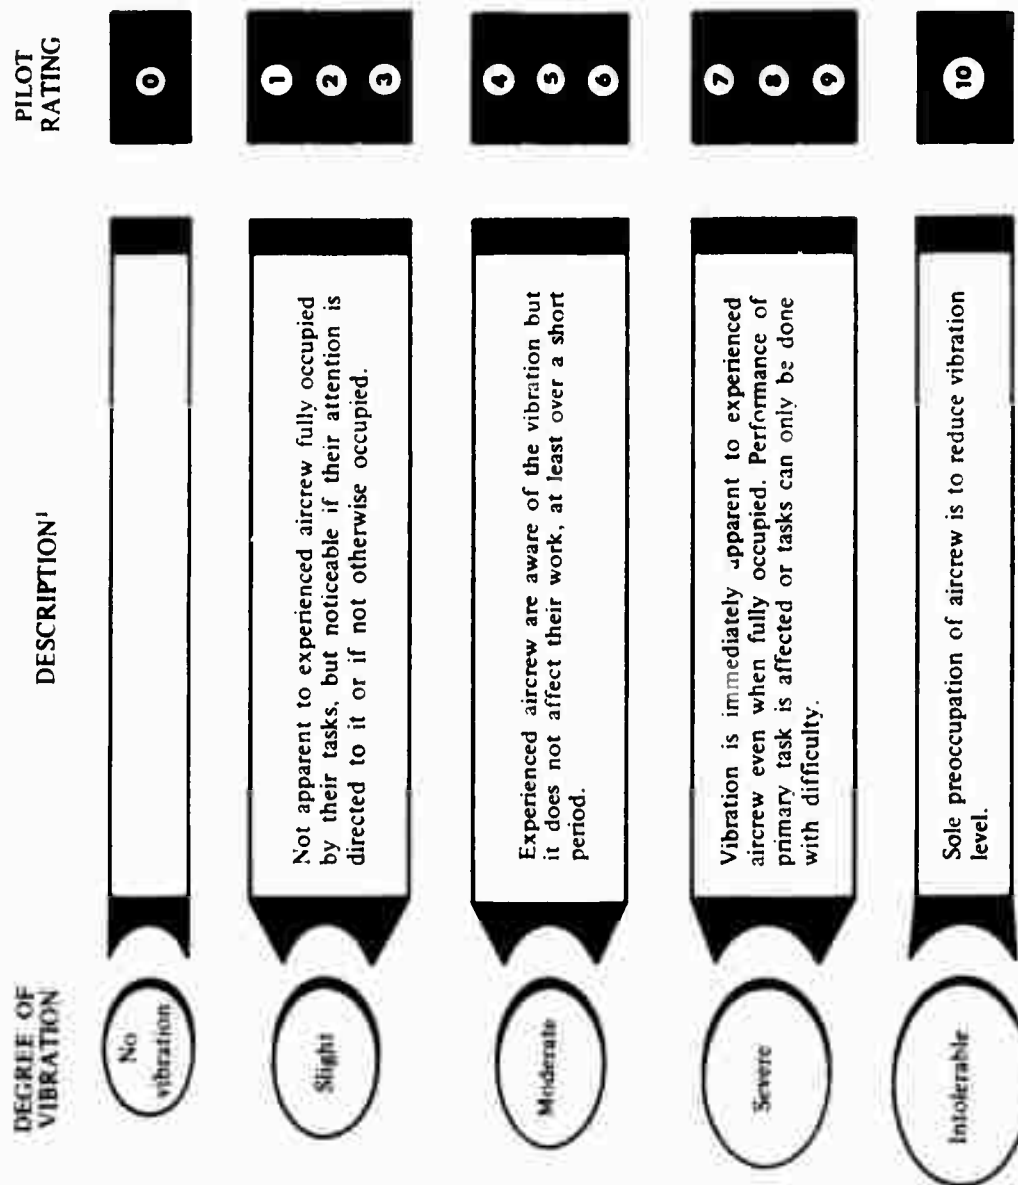 DEGREE OF
VIBRATION
DESCRIPTION¹
PILOT
RATING
No
vibration
0
Slight
Not apparent to experienced aircrew fully occupied
by their tasks, but noticeable if their attention is
directed to it or if not otherwise occupied.
1
2
3
Moderate
Experienced aircrew are aware of the vibration but
it does not affect their work, at least over a short
period.
4
5
6
Severe
Vibration is immediately apparent to experienced
aircrew even when fully occupied. Performance of
primary task is affected or tasks can only be done
with difficulty.
7
8
9
Intolerable
Sole preoccupation of aircrew is to reduce vibration
level.
10